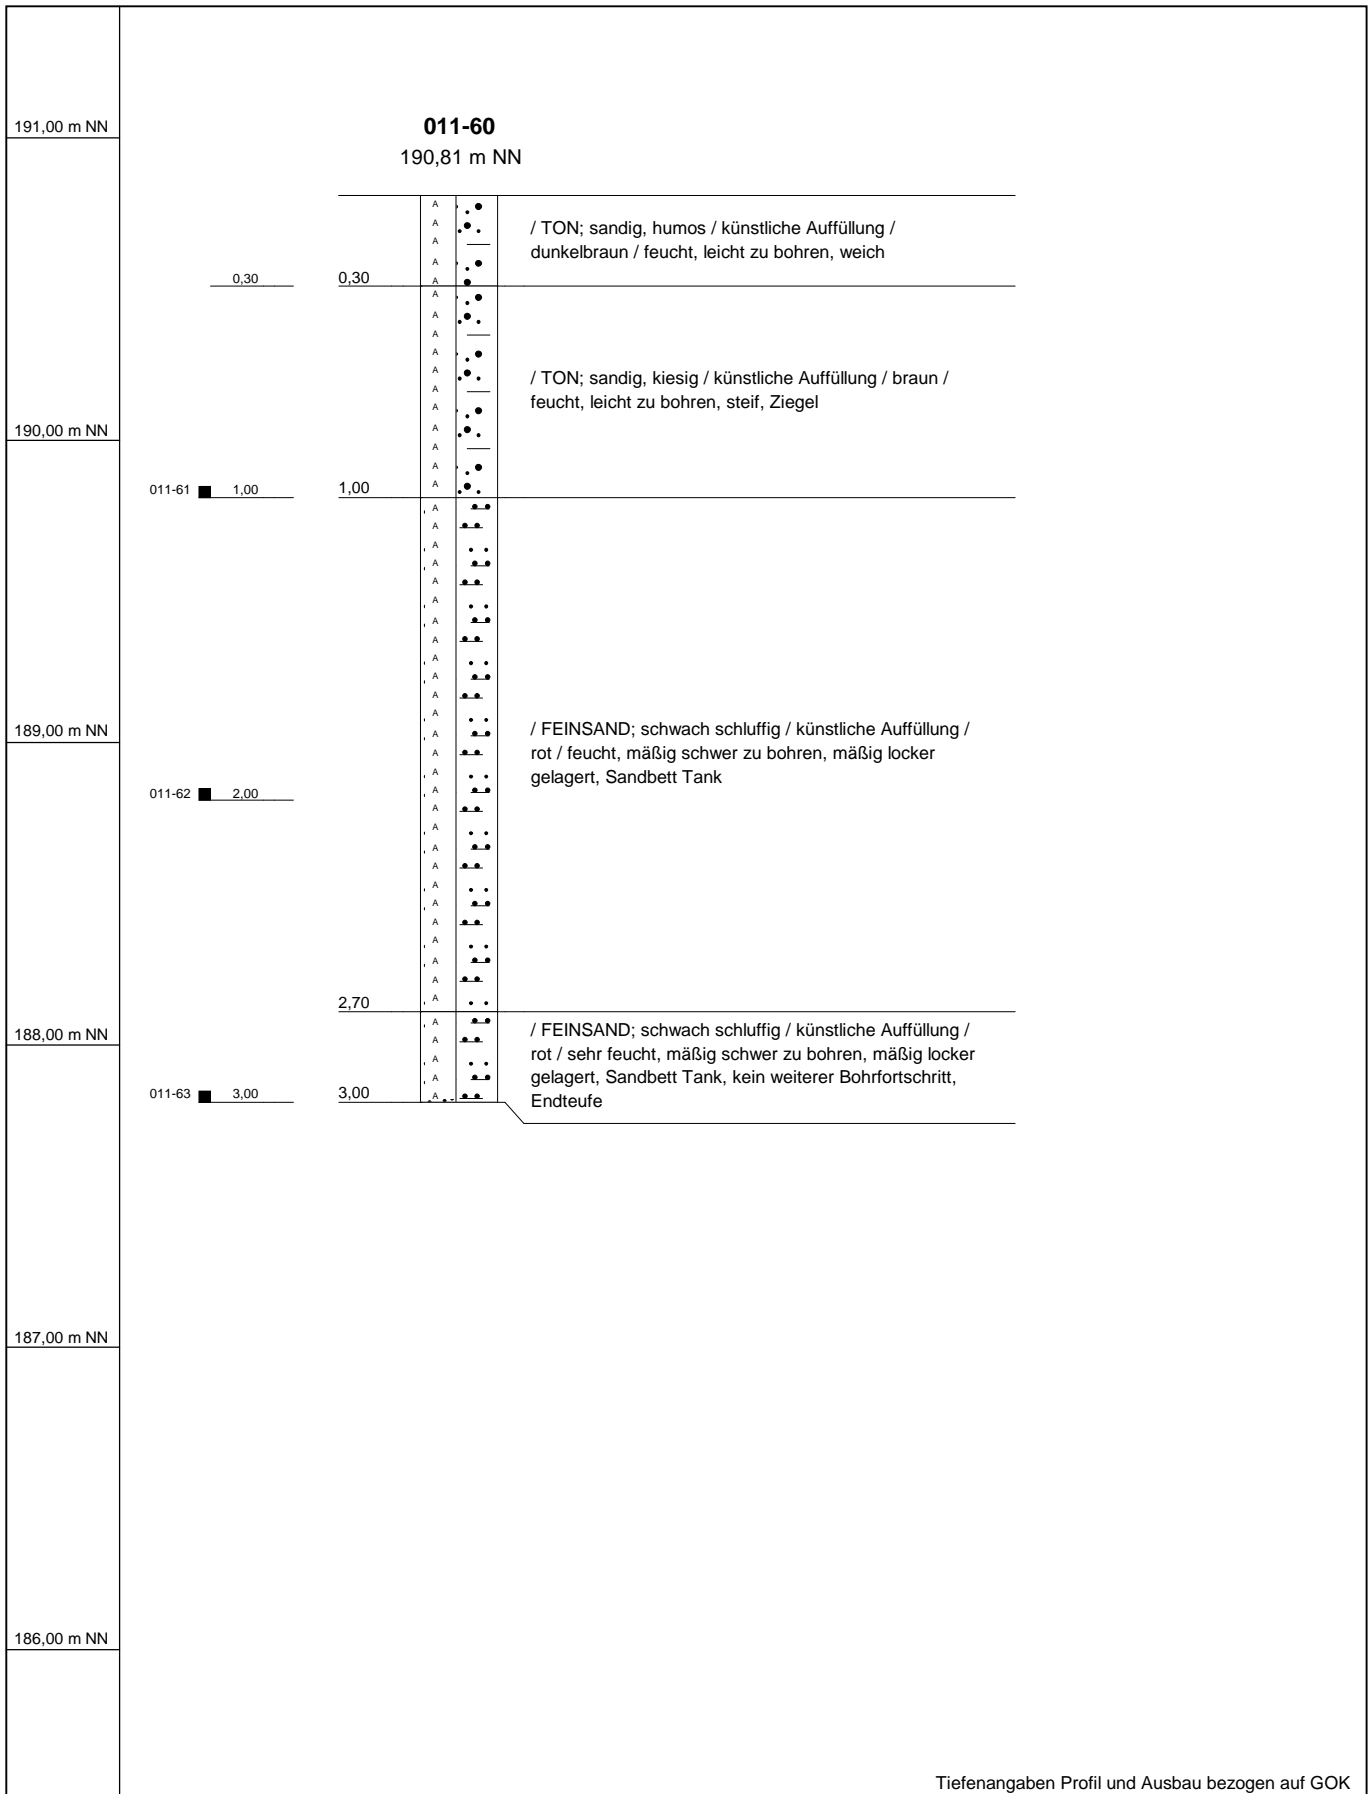 191,00 m NN
011-60
190,81 m NN
/ TON; sandig, humos / künstliche Auffüllung /
dunkelbraun / feucht, leicht zu bohren, weich
0,30
0,30
/ TON; sandig, kiesig / künstliche Auffüllung / braun /
feucht, leicht zu bohren, steif, Ziegel
190,00 m NN
011-61
1,00
1,00
189,00 m NN
/ FEINSAND; schwach schluffig / künstliche Auffüllung /
rot / feucht, mäßig schwer zu bohren, mäßig locker
gelagert, Sandbett Tank
011-62
2,00
2,70
188,00 m NN
/ FEINSAND; schwach schluffig / künstliche Auffüllung /
rot / sehr feucht, mäßig schwer zu bohren, mäßig locker
gelagert, Sandbett Tank, kein weiterer Bohrfortschritt,
Endteufe
011-63
3,00
3,00
187,00 m NN
186,00 m NN
Tiefenangaben Profil und Ausbau bezogen auf GOK